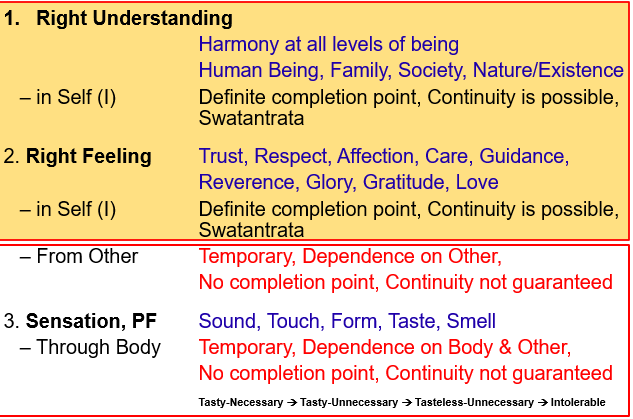 1. Right Understanding
Harmony at all levels of being
Human Being, Family, Society, Nature/Existence
– in Self (I) Definite completion point, Continuity is possible,
Swatantrata
2. Right Feeling Trust, Respect, Affection, Care, Guidance,
Reverence, Glory, Gratitude, Love
– in Self (I) Definite completion point, Continuity is possible,
Swatantrata
– From Other Temporary, Dependence on Other,
No completion point, Continuity not guaranteed
3. Sensation, PF Sound, Touch, Form, Taste, Smell
– Through Body Temporary, Dependence on Body & Other,
No completion point, Continuity not guaranteed
Tasty-Necessary → Tasty-Unnecessary → Tasteless-Unnecessary → Intolerable